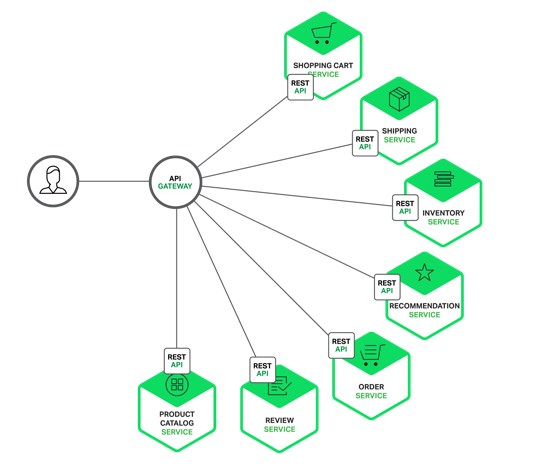 SHOPPING CART
SERVICE
REST
API
SHIPPING
SERVICE
REST
API
API
GATEWAY
INVENTORY
SERVICE
REST
API
RECOMMENDATION
SERVICE
REST
API
ORDER
SERVICE
REST
API
REVIEW
SERVICE
REST
API
PRODUCT
CATALOG
SERVICE
REST
API